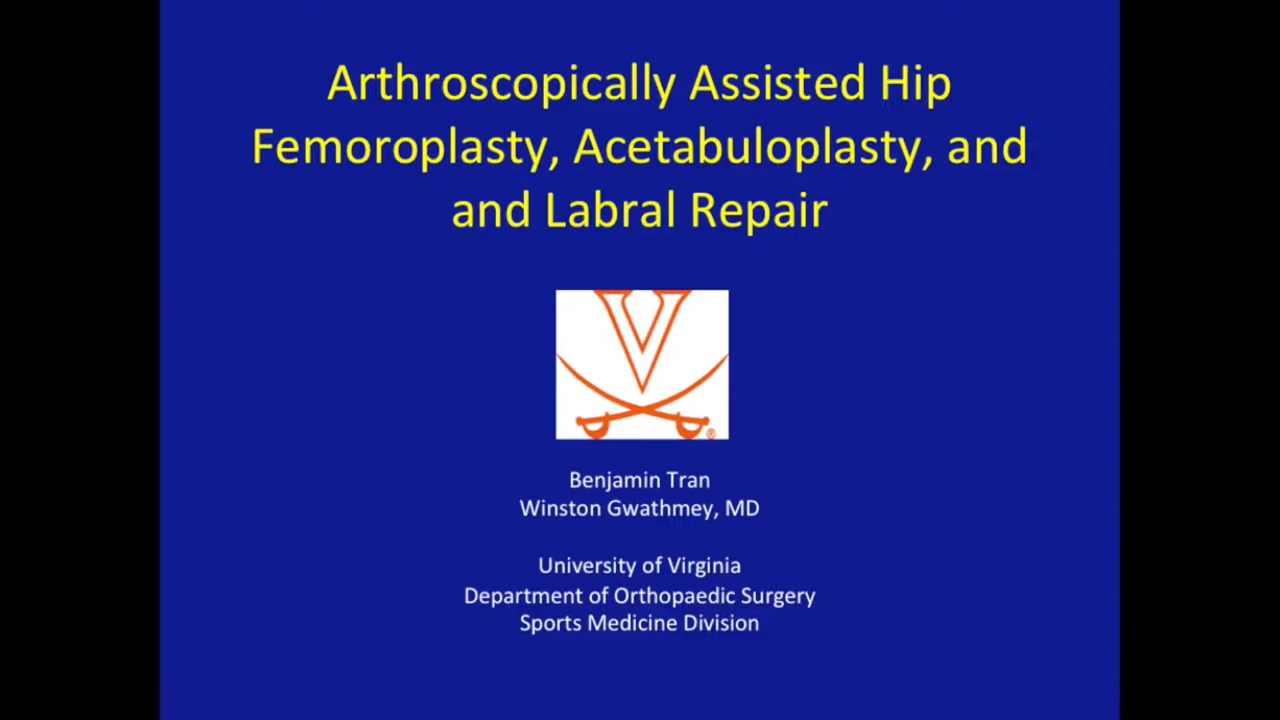 Arthroscopically Assisted Hip
Femoroplasty, Acetabuloplasty, and
and Labral Repair
V
®
Benjamin Tran
Winston Gwathmey, MD
University of Virginia
Department of Orthopaedic Surgery
Sports Medicine Division